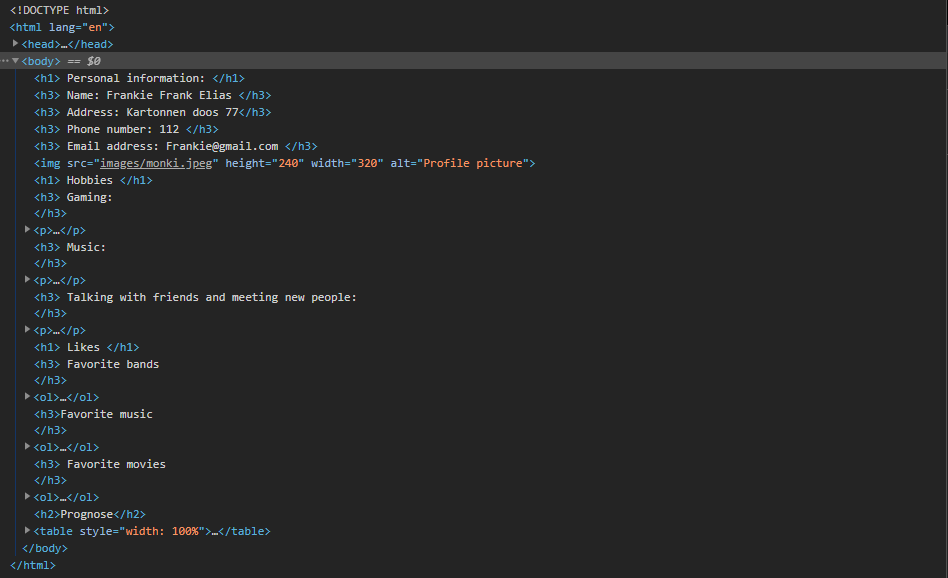 <!DOCTYPE html>
<html lang="en">
<head>…</head>
<body> == $0
<h1> Personal information: </h1>
<h3> Name: Frankie Frank Elias </h3>
<h3> Address: Kartonnen doos 77</h3>
<h3> Phone number: 112 </h3>
<h3> Email address: Frankie@gmail.com </h3>
<img src="images/monki.jpeg" height="240" width="320" alt="Profile picture">
<h1> Hobbies </h1>
<h3> Gaming:
</h3>
<p>…</p>
<h3> Music:
</h3>
<p>…</p>
<h3> Talking with friends and meeting new people:
</h3>
<p>…</p>
<h1> Likes </h1>
<h3> Favorite bands
</h3>
<ol>…</ol>
<h3>Favorite music
</h3>
<ol>…</ol>
<h3> Favorite movies
</h3>
<ol>…</ol>
<h2>Prognose</h2>
<table style="width: 100%">…</table>
</body>
</html>